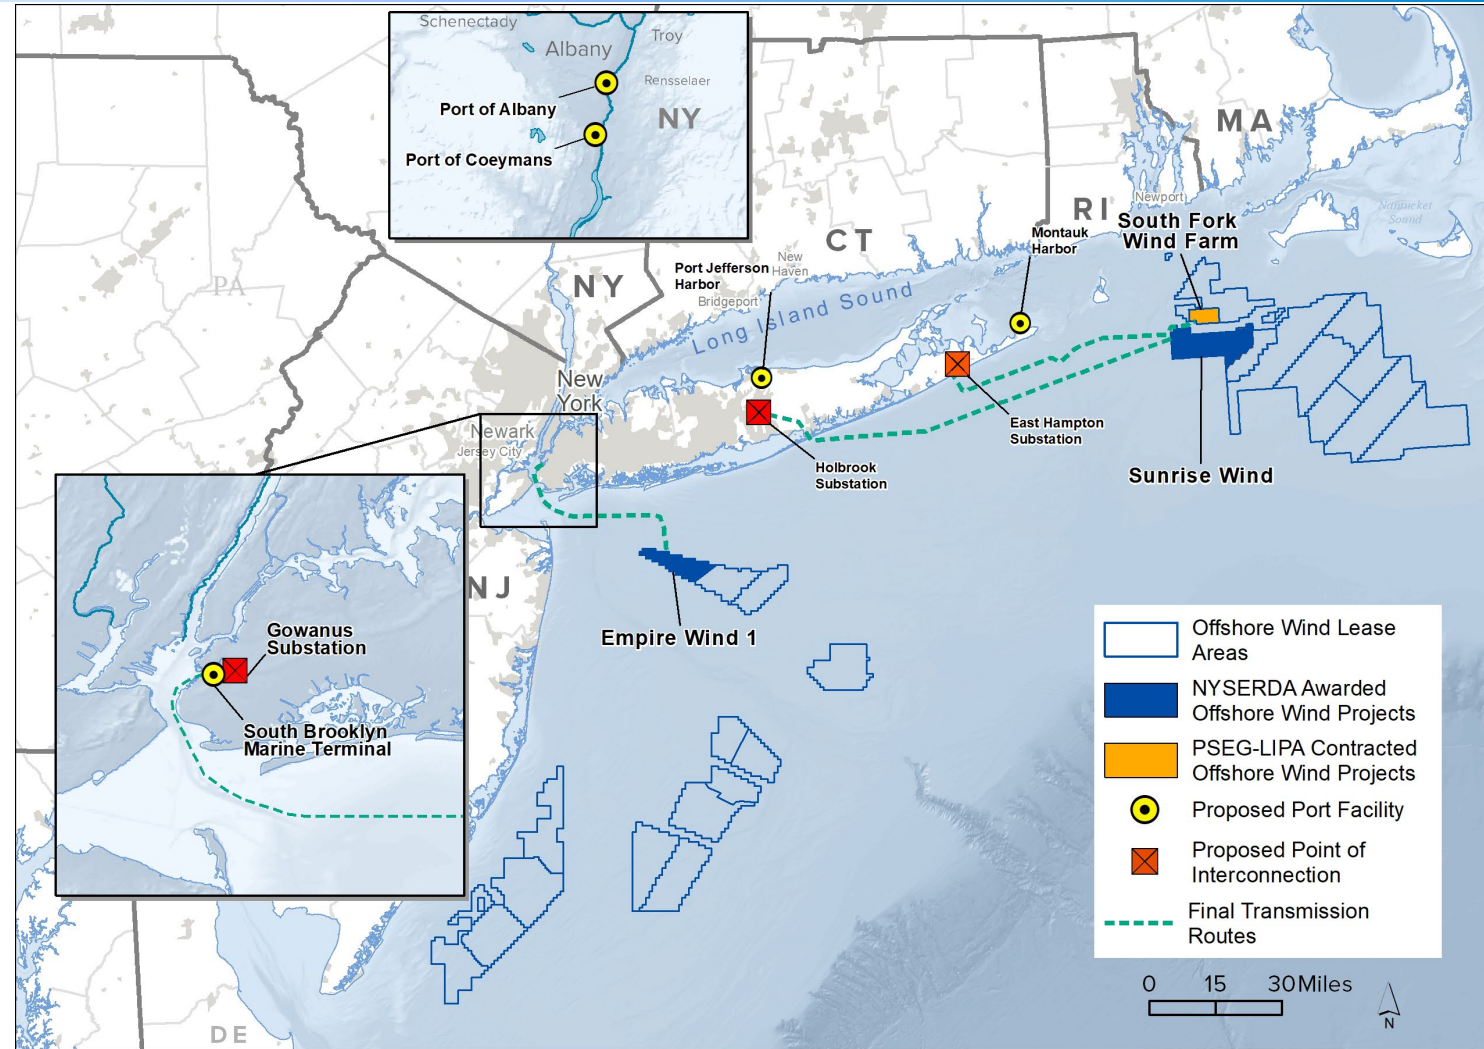 Schenectady
Troy
Albany
Rensselaer
Port of Albany
NY
Port of Coeymans
MA
PA
NY
CT
RI
Newport
Nantucket
Sound
South Fork
Wind Farm
Montakuk
Harbor
Port Jefferson
Harbor
New
Haven
Bridgeport
Long Island Sound
New
York
Newark
Jersey City
East Hampton
Substation
Holbrook
Substation
Sunrise Wind
NJ
Empire Wind 1
Gowanus
Substation
South Brooklyn
Marine Terminal
DE
Offshore Wind Lease
Areas
NYSERDA Awarded
Offshore Wind Projects
PSEG-LIPA Contracted
Offshore Wind Projects
Proposed Port Facility
Proposed Point of
Interconnection
Final Transmission
Routes
0 15 30 Miles
N